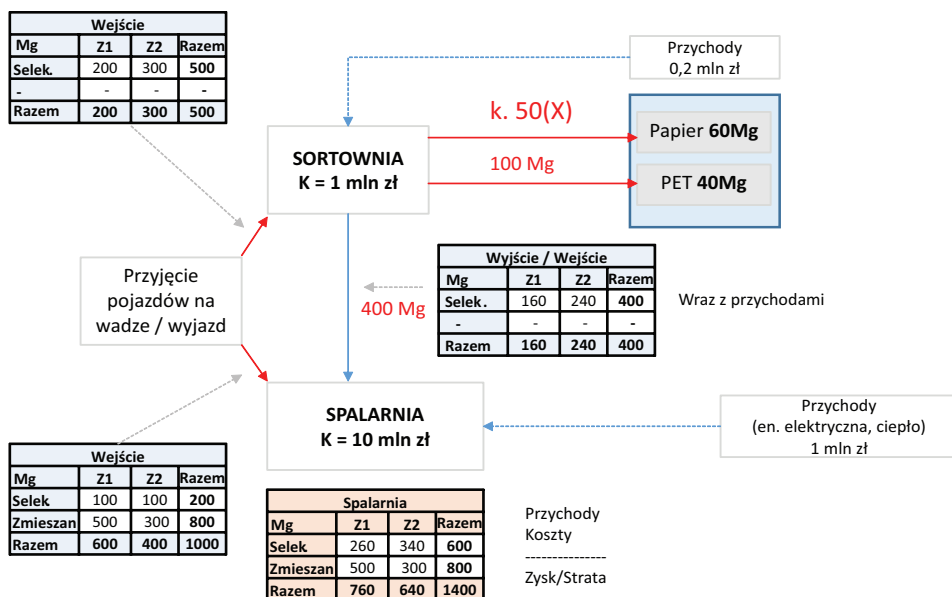 Wejście
Mg Z1 Z2 Razem
Selek. 200 300 500
- - - -
Razem 200 300 500
Przychody
0,2 mln zł
k. 50(X)
Papier 60Mg
SORTOWNIA
K = 1 mln zł
100 Mg
PET 40Mg
Przyjęcie
pojazdów na
wadze / wyjazd
400 Mg
Wyjście / Wejście
Mg Z1 Z2 Razem
Selek. 160 240 400
- - - -
Razem 160 240 400
Wraz z przychodami
SPALARNIA
K = 10 mln zł
Przychody
(en. elektryczna, ciepło)
1 mln zł
Wejście
Mg Z1 Z2 Razem
Selek. 100 100 200
Zmieszan 500 300 800
Razem 600 400 1000
Spalarnia
Mg Z1 Z2 Razem
Selek. 260 340 600
Zmieszan 500 300 800
Razem 760 640 1400
Przychody
Koszty
---------------
Zysk/Strata